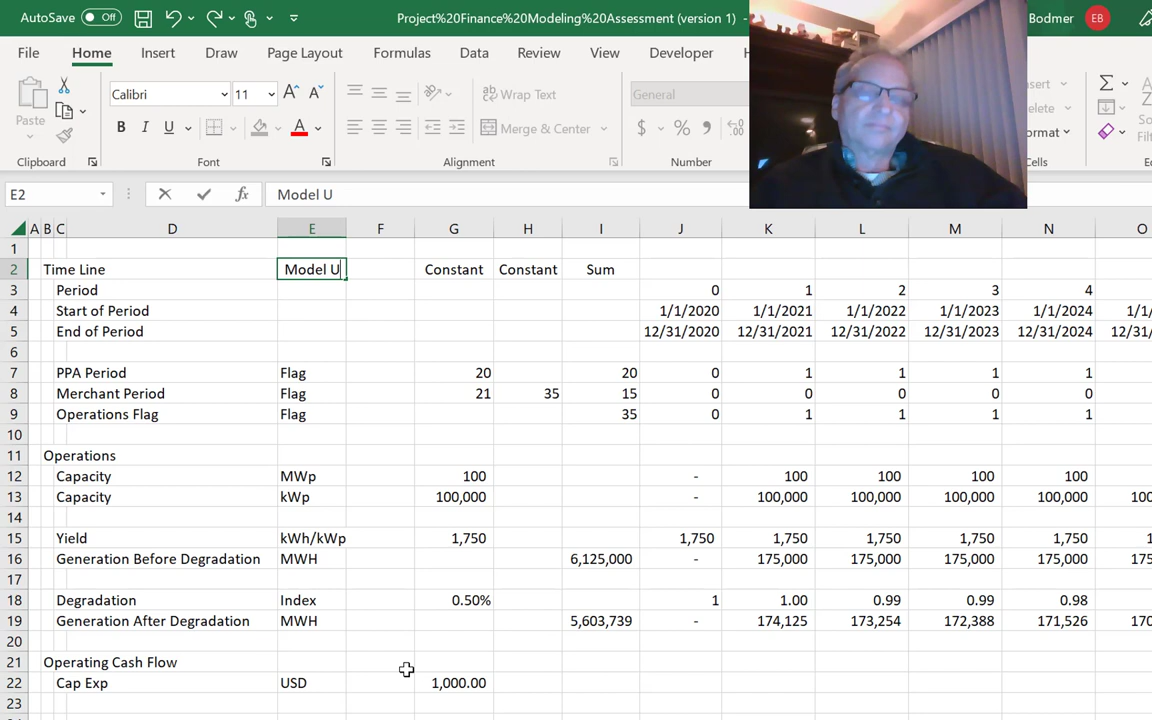 AutoSave Off Project%20Finance%20Modeling%20Assessment (version 1) - Bodmer EB
File Home Insert Draw Page Layout Formulas Data Review View Developer
Paste Calibri 11 A A ab Wrap Text General
B I U A Merge & Center $ % ,
Clipboard Font Alignment Number Cells
E2 fx Model U
A B C D E F G H I J K L M N O
1
2 Time Line Model U Constant Constant Sum
3 Period 0 1 2 3 4
4 Start of Period 1/1/2020 1/1/2021 1/1/2022 1/1/2023 1/1/2024 1/1/
5 End of Period 12/31/2020 12/31/2021 12/31/2022 12/31/2023 12/31/2024 12/31/
6
7 PPA Period Flag 20 20 0 1 1 1 1
8 Merchant Period Flag 21 35 15 0 0 0 0 0
9 Operations Flag Flag 35 0 1 1 1 1
10
11 Operations
12 Capacity MWp 100 - 100 100 100 100
13 Capacity kWp 100,000 - 100,000 100,000 100,000 100,000 100
14
15 Yield kWh/kWp 1,750 1,750 1,750 1,750 1,750 1,750 1
16 Generation Before Degradation MWH 6,125,000 - 175,000 175,000 175,000 175,000 175
17
18 Degradation Index 0.50% 1 1.00 0.99 0.99 0.98
19 Generation After Degradation MWH 5,603,739 - 174,125 173,254 172,388 171,526 170
20
21 Operating Cash Flow
22 Cap Exp USD 1,000.00
23